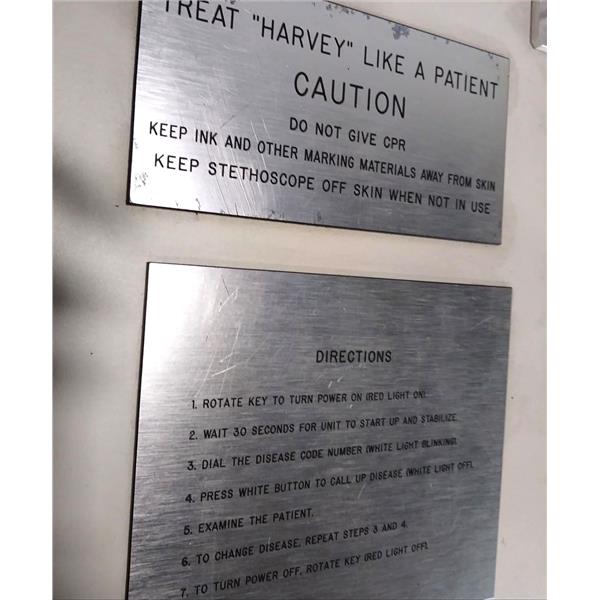 TREAT "HARVEY" LIKE A PATIENT
CAUTION
DO NOT GIVE CPR
KEEP INK AND OTHER MARKING MATERIALS AWAY FROM SKIN
KEEP STETHOSCOPE OFF SKIN WHEN NOT IN USE
DIRECTIONS
1. ROTATE KEY TO TURN POWER ON (RED LIGHT ON).
2. WAIT 30 SECONDS FOR UNIT TO START UP AND STABILIZE.
3. DIAL THE DISEASE CODE NUMBER (WHITE LIGHT BLINKING).
4. PRESS WHITE BUTTON TO CALL UP DISEASE (WHITE LIGHT OFF).
5. EXAMINE THE PATIENT.
6. TO CHANGE DISEASE, REPEAT STEPS 3 AND 4.
7. TO TURN POWER OFF, ROTATE KEY (RED LIGHT OFF).